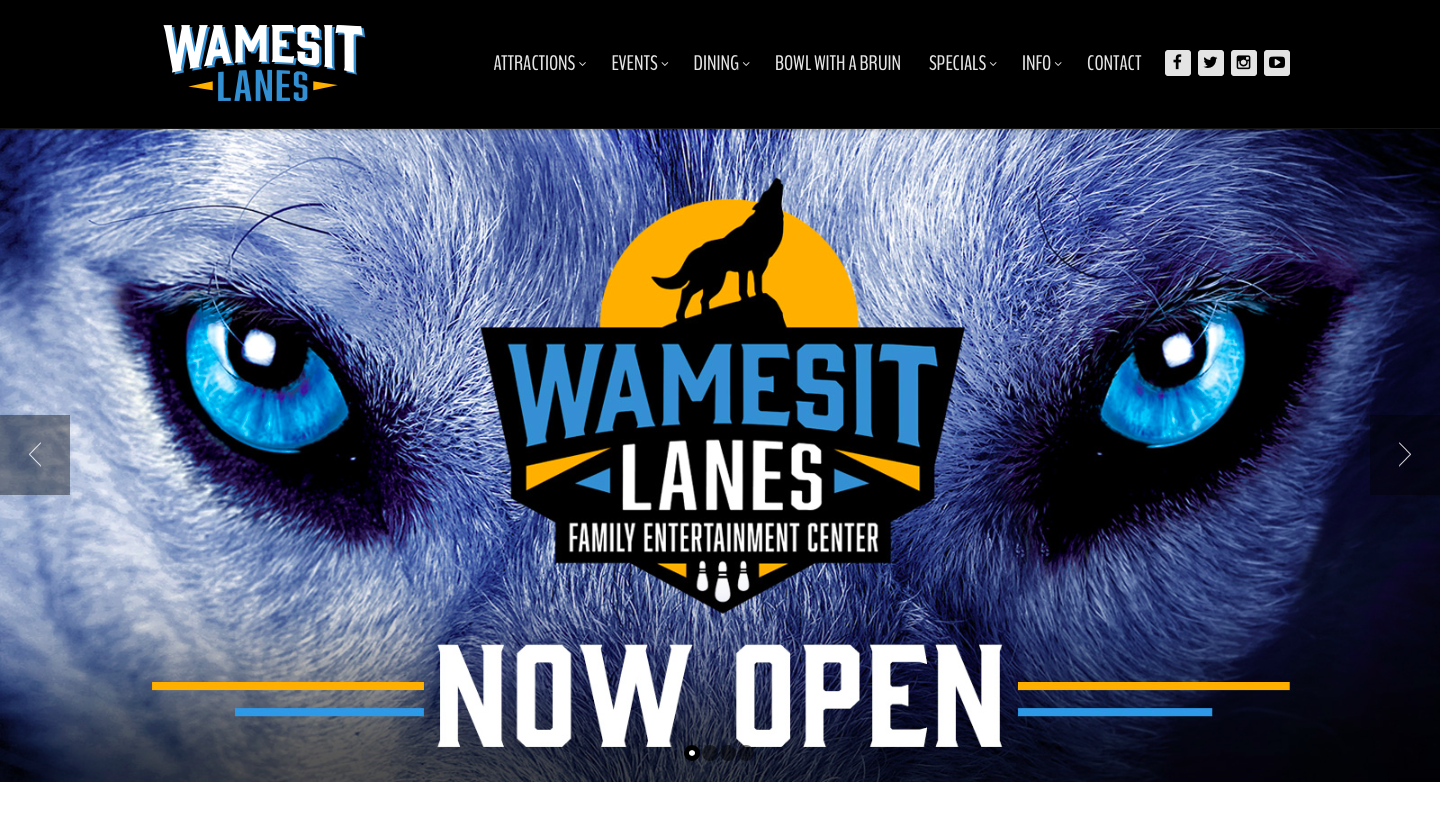 WAMESIT
LANES
ATTRACTIONS EVENTS DINING BOWL WITH A BRUIN SPECIALS INFO CONTACT
WAMESIT
LANES
FAMILY ENTERTAINMENT CENTER
NOW OPEN